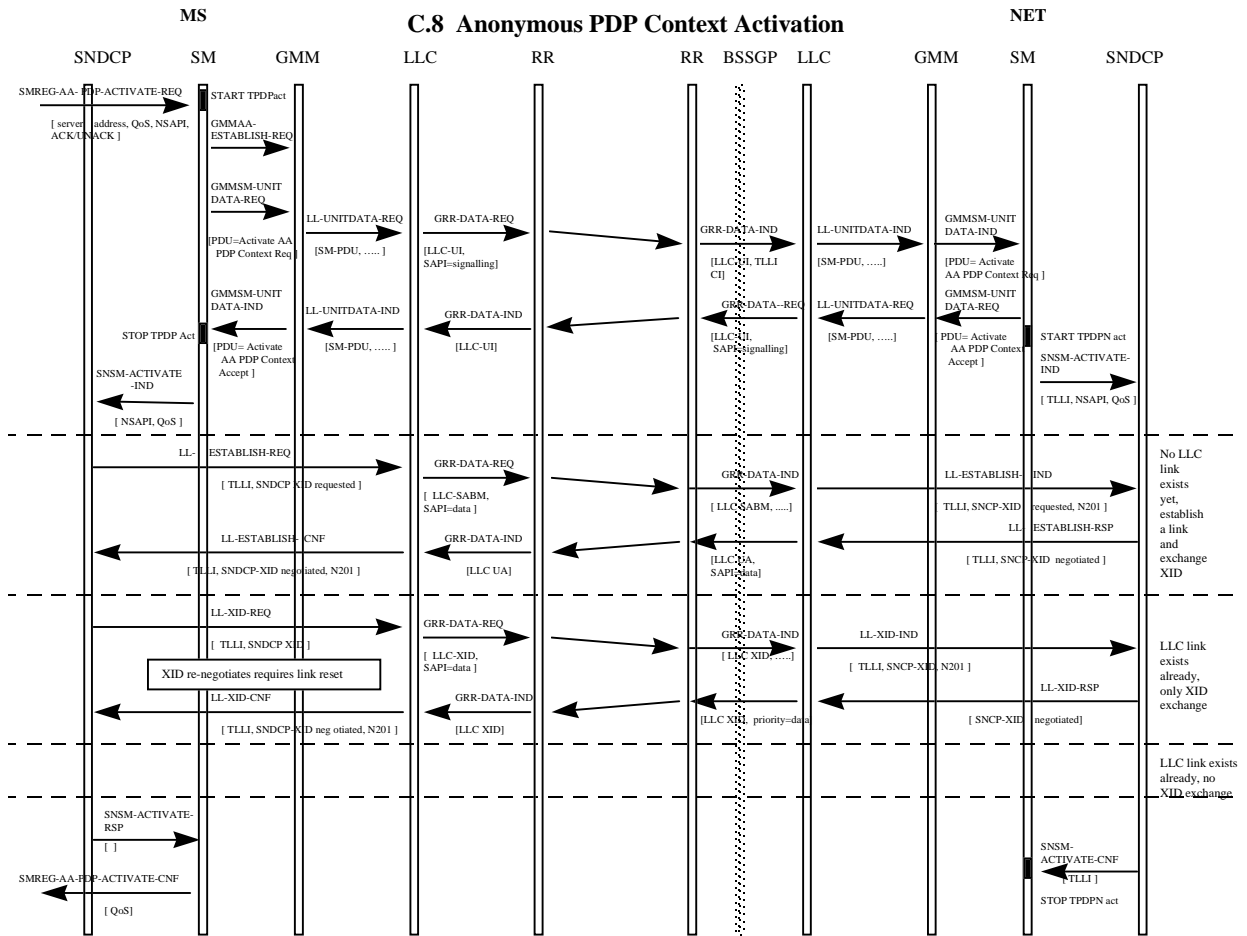 MS
NET
C.8 Anonymous PDP Context Activation
SNDCP SM GMM LLC RR RR BSSGP LLC GMM SM SNDCP
SMREG-AA- PDP-ACTIVATE-REQ
START TPDPact
[ server address, QoS, NSAPI,
ACK/UNACK ]
GMMAA-
ESTABLISH-REQ
GMMSM-UNIT
DATA-REQ
[PDU=Activate AA
PDP Context Req ]
LL-UNITDATA-REQ
[SM-PDU, ….. ]
GRR-DATA-REQ
[LLC-UI,
SAPI=signalling]
GRR-DATA-IND
[LLC-UI, TLLI
CI]
LL-UNITDATA-IND
[SM-PDU, …..]
GMMSM-UNIT
DATA-IND
[PDU= Activate
AA PDP Context Req ]
GMMSM-UNIT
DATA-IND
STOP TPDP Act
[PDU= Activate
AA PDP Context
Accept ]
LL-UNITDATA-IND
[SM-PDU, ….. ]
GRR-DATA-IND
[LLC-UI]
GRR-DATA--REQ
[LLC-UI,
SAPI=signalling]
LL-UNITDATA-REQ
[SM-PDU, …..]
GMMSM-UNIT
DATA-REQ
[ PDU= Activate
AA PDP Context
Accept ]
START TPDPN act
SNSM-ACTIVATE-
IND
[ TLLI, NSAPI, QoS ]
SNSM-ACTIVATE
-IND
[ NSAPI, QoS ]
LL- ESTABLISH-REQ
[ TLLI, SNDCP XID requested ]
GRR-DATA-REQ
[ LLC-SABM,
SAPI=data ]
GRR-DATA-IND
[ LLC SABM, .....]
LL-ESTABLISH- IND
[ TLLI, SNCP-XID requested, N201 ]
No LLC
link
exists
yet,
establish
a link
and
exchange
XID
LL-ESTABLISH- CNF
[ TLLI, SNDCP-XID negotiated, N201 ]
GRR-DATA-IND
[LLC UA]
[LLC-UA,
SAPI=data]
LL- ESTABLISH-RSP
[ TLLI, SNCP-XID negotiated ]
LL-XID-REQ
[ TLLI, SNDCP XID ]
GRR-DATA-REQ
[ LLC-XID,
SAPI=data ]
GRR-DATA-IND
[ LLC XID, …..]
LL-XID-IND
[ TLLI, SNCP-XID, N201 ]
LLC link
exists
already,
only XID
exchange
XID re-negotiates requires link reset
LL-XID-CNF
[ TLLI, SNDCP-XID neg otiated, N201 ]
GRR-DATA-IND
[LLC XID]
[LLC XID, priority=data
LL-XID-RSP
[ SNCP-XID negotiated]
LLC link exists
already, no
XID exchange
SNSM-ACTIVATE-
RSP
[ ]
SNSM-
ACTIVATE-CNF
[ TLLI ]
STOP TPDPN act
SMREG-AA-PDP-ACTIVATE-CNF
[ QoS]